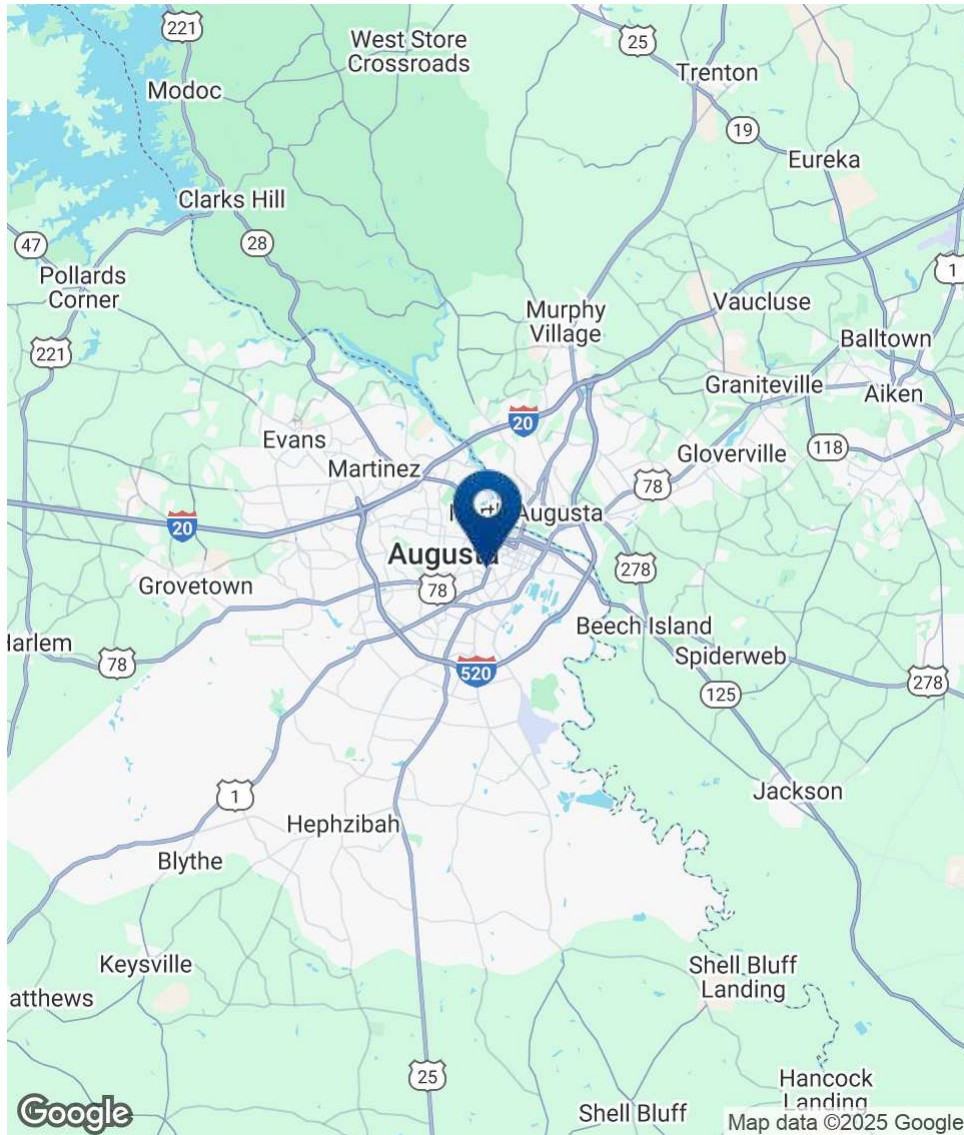 221
West Store
Crossroads
25
Trenton
Modoc
19
Eureka
Clarks Hill
28
47
1
Pollards
Corner
Vaucluse
Murphy
Village
Balltown
221
Graniteville
Aiken
20
Evans
118
Martinez
Gloverville
78
Augusta
20
Augusta
278
78
Grovetown
Beech Island
Harlem
78
Spiderweb
520
278
125
1
Jackson
Hephzibah
Blythe
Keysville
Shell Bluff
Landing
atthews
25
Hancock
Landing
Shell Bluff
Google
Map data ©2025 Google